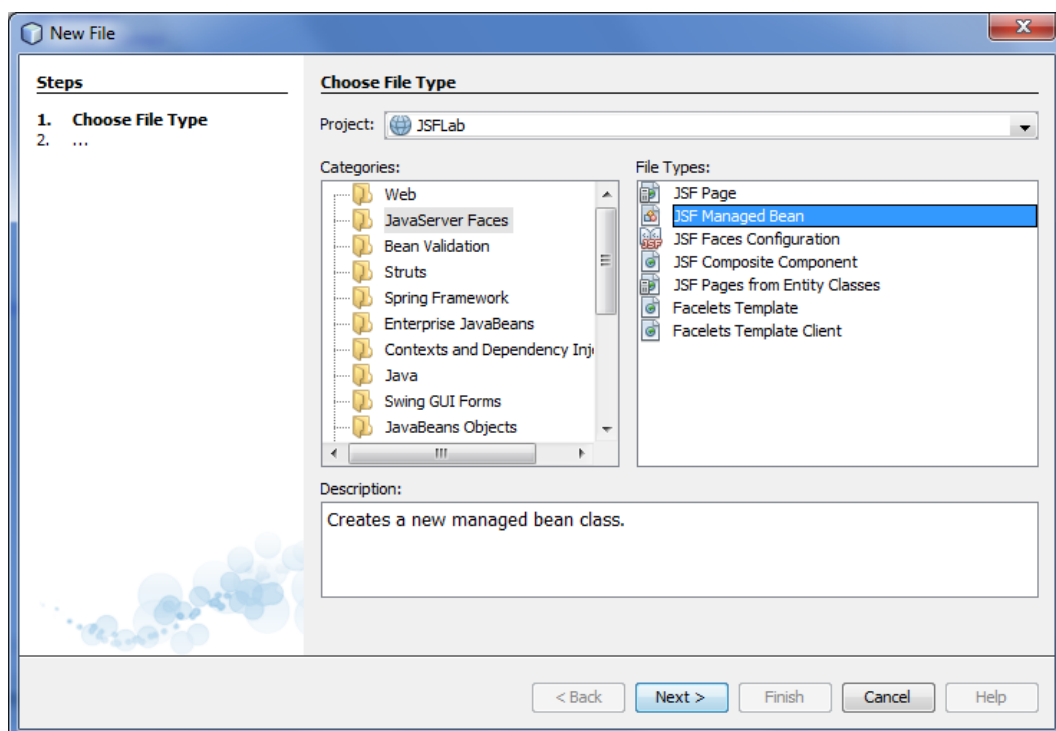 New File
Steps
1. Choose File Type
2. ...
Choose File Type
Project: JSFLab
Categories:
Web
JavaServer Faces
Bean Validation
Struts
Spring Framework
Enterprise JavaBeans
Contexts and Dependency Inj
Java
Swing GUI Forms
JavaBeans Objects
File Types:
JSF Page
JSF Managed Bean
JSF Faces Configuration
JSF Composite Component
JSF Pages from Entity Classes
Facelets Template
Facelets Template Client
Description:
Creates a new managed bean class.
< Back Next > Finish Cancel Help